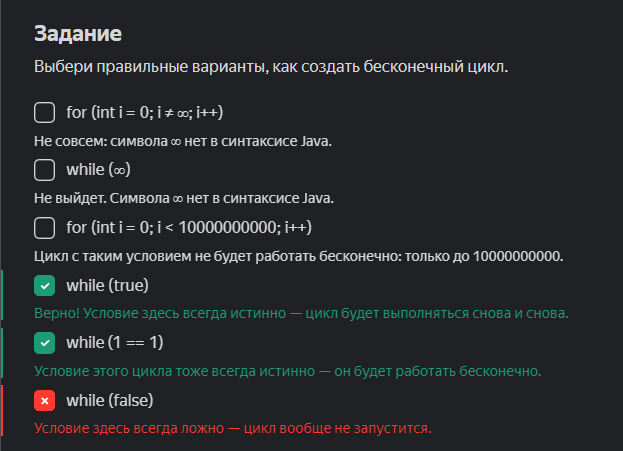 Задание
Выбери правильные варианты, как создать бесконечный цикл.
for (int i = 0; i ≠ ∞; i++)
Не совсем: символа ∞ нет в синтаксисе Java.
while (∞)
Не выйдет. Символа ∞ нет в синтаксисе Java.
for (int i = 0; i < 10000000000; i++)
Цикл с таким условием не будет работать бесконечно: только до 10000000000.
while (true)
Верно! Условие здесь всегда истинно — цикл будет выполняться снова и снова.
while (1 == 1)
Условие этого цикла тоже всегда истинно — он будет работать бесконечно.
while (false)
Условие здесь всегда ложно — цикл вообще не запустится.